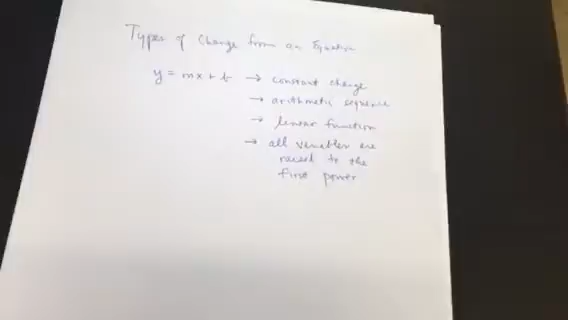 Types of Change from an Equation
y = mx + b → constant change
→ arithmetic sequence
→ linear function
→ all variables are
raised to the
first power